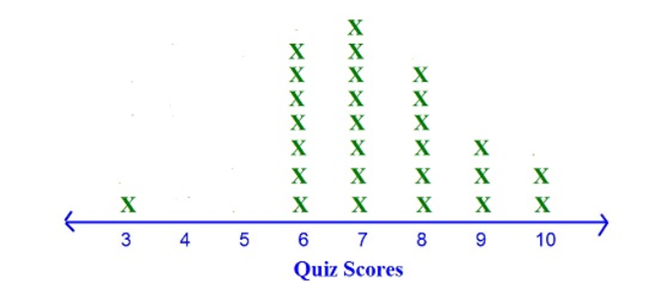 X
X X
X X X
X X X
X X X
X X X X
X X X X X
X X X X X X
3 4 5 6 7 8 9 10
Quiz Scores